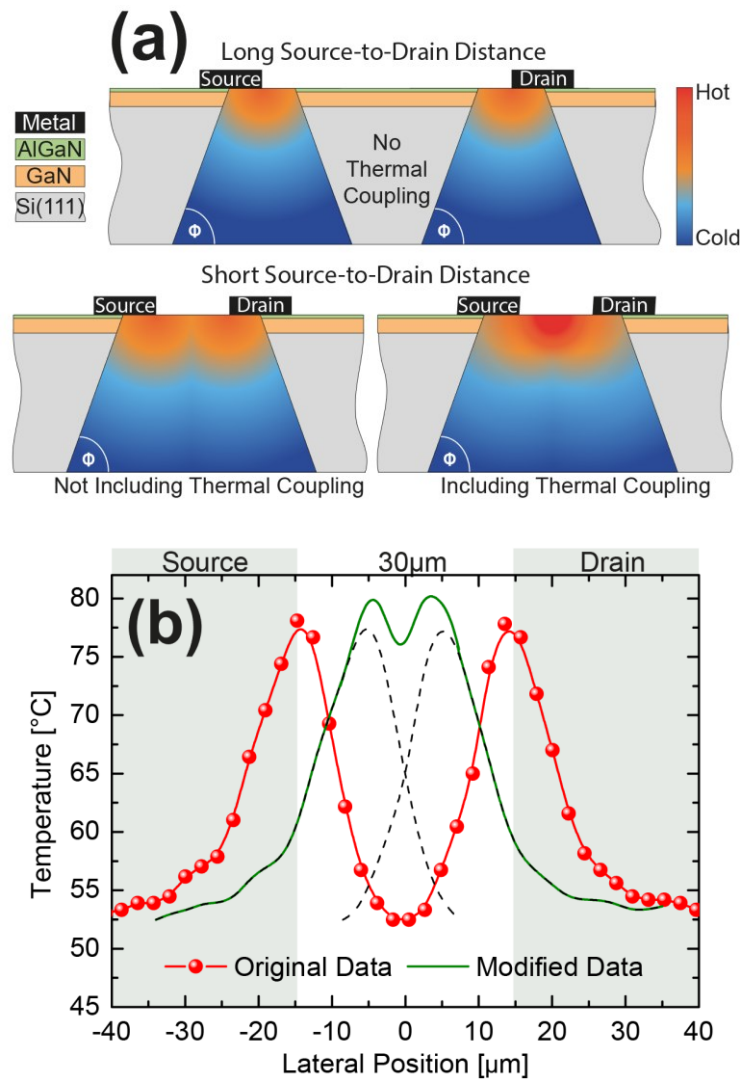 (a)
Long Source-to-Drain Distance
Source
Drain
Hot
Metal
AlGaN
GaN
Si(111)
No
Thermal
Coupling
Φ
Φ
Cold
Short Source-to-Drain Distance
Source
Drain
Source
Drain
Φ
Φ
Not Including Thermal Coupling
Including Thermal Coupling
Source
30µm
Drain
(b)
80
75
70
65
60
55
50
45
Temperature [°C]
Original Data
Modified Data
-40 -30 -20 -10 0 10 20 30 40
Lateral Position [µm]